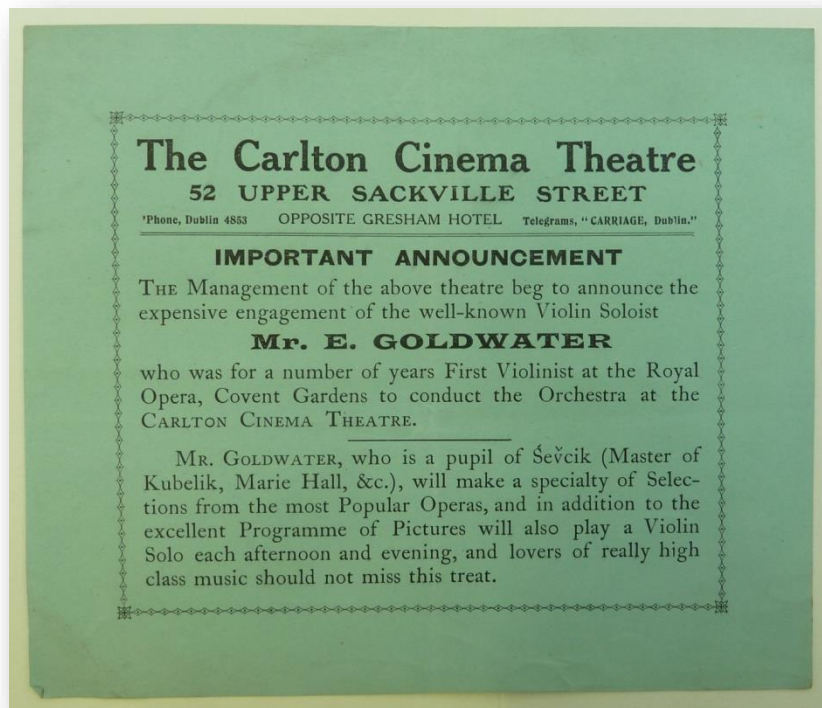 The Carlton Cinema Theatre
52 UPPER SACKVILLE STREET
'Phone, Dublin 4853 OPPOSITE GRESHAM HOTEL Telegrams, "CARRIAGE, Dublin."
IMPORTANT ANNOUNCEMENT
THE Management of the above theatre beg to announce the
expensive engagement of the well-known Violin Soloist
Mr. E. GOLDWATER
who was for a number of years First Violinist at the Royal
Opera, Covent Gardens to conduct the Orchestra at the
CARLTON CINEMA THEATRE.
MR. GOLDWATER, who is a pupil of Śevčik (Master of
Kubelik, Marie Hall, &c.), will make a specialty of Selec-
tions from the most Popular Operas, and in addition to the
excellent Programme of Pictures will also play a Violin
Solo each afternoon and evening, and lovers of really high
class music should not miss this treat.